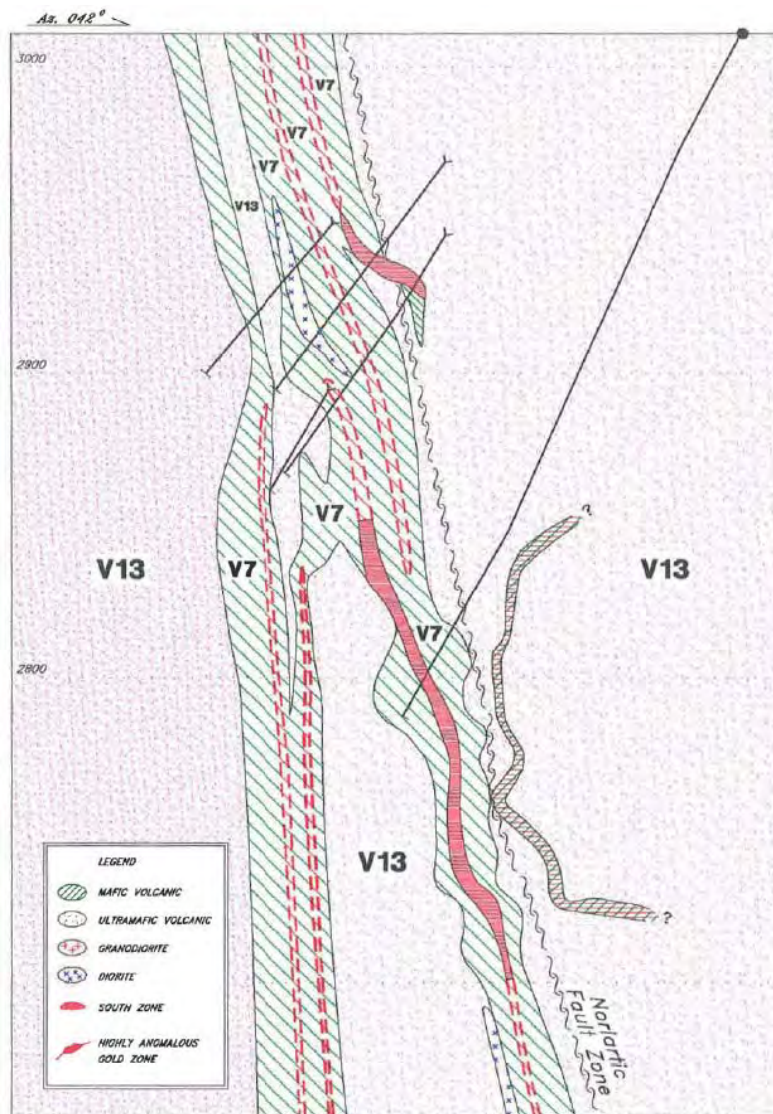 Az. 042°
3000
V7
V7
V7
V13
2900
?
V7
V13
V7
V13
V7
2800
V13
?
LEGEND
MAFIC VOLCANIC
ULTRAMAFIC VOLCANIC
GRANODIORITE
DIORITE
SOUTH ZONE
HIGHLY ANOMALOUS
GOLD ZONE
Norlartic
Fault Zone